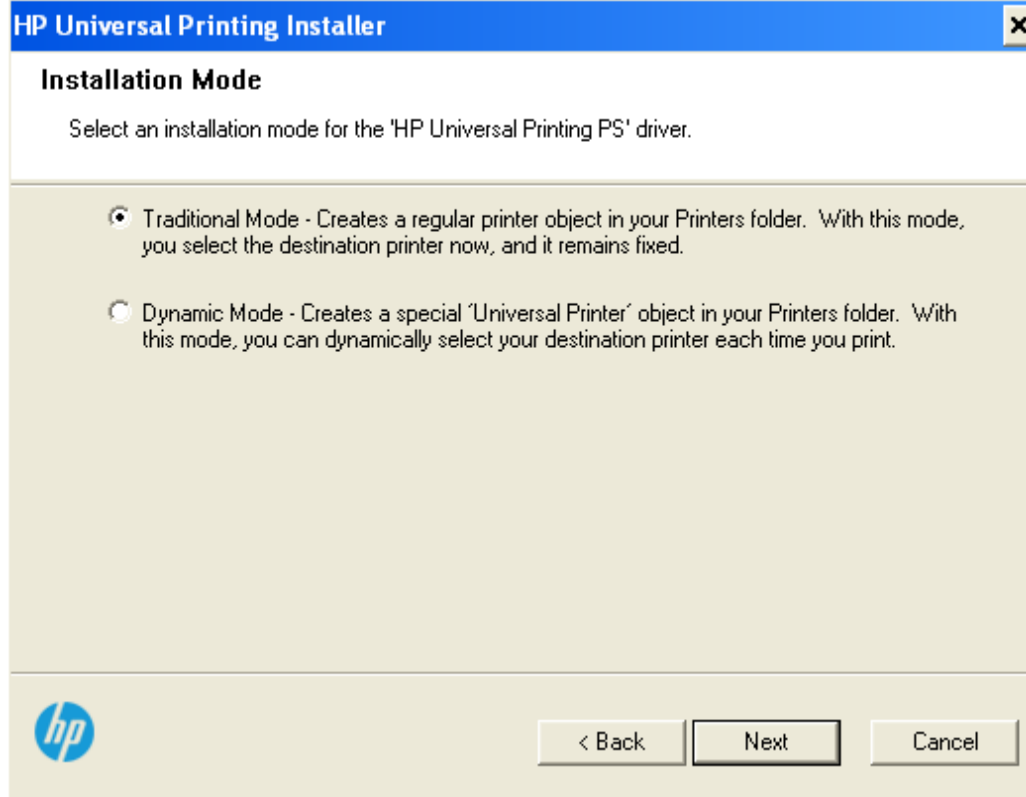 HP Universal Printing Installer
Installation Mode
Select an installation mode for the 'HP Universal Printing PS' driver.
Traditional Mode - Creates a regular printer object in your Printers folder.  With this mode,
you select the destination printer now, and it remains fixed.
Dynamic Mode - Creates a special ´Universal Printer´ object in your Printers folder.  With
this mode, you can dynamically select your destination printer each time you print.
hp
< Back
Next
Cancel